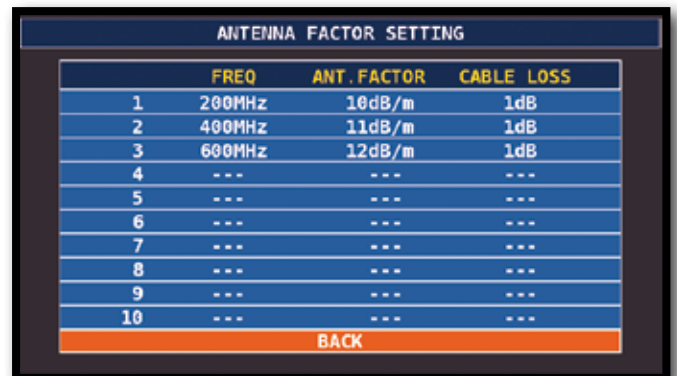 ANTENNA FACTOR SETTING
FREQ ANT.FACTOR CABLE LOSS
1 200MHz 10dB/m 1dB
2 400MHz 11dB/m 1dB
3 600MHz 12dB/m 1dB
4 --- --- ---
5 --- --- ---
6 --- --- ---
7 --- --- ---
8 --- --- ---
9 --- --- ---
10 --- --- ---
BACK